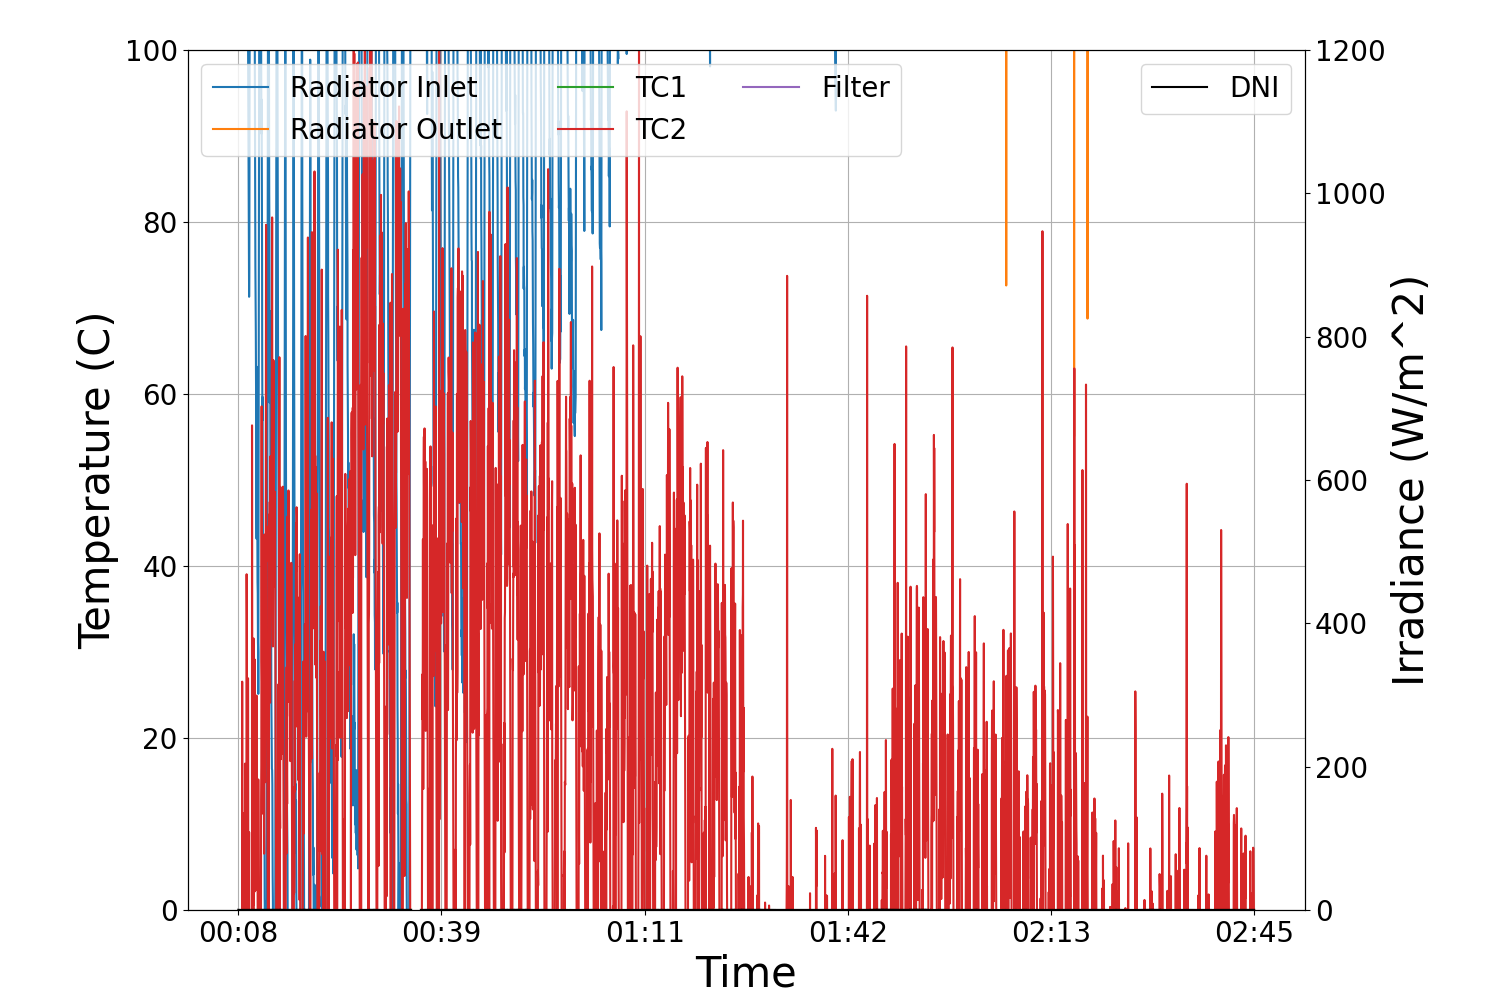 Radiator Inlet
Radiator Outlet
TC1
TC2
Filter
DNI
100
80
60
40
20
0
Temperature (C)
1200
1000
800
600
400
200
0
Irradiance (W/m^2)
00:08 00:39 01:11 01:42 02:13 02:45
Time